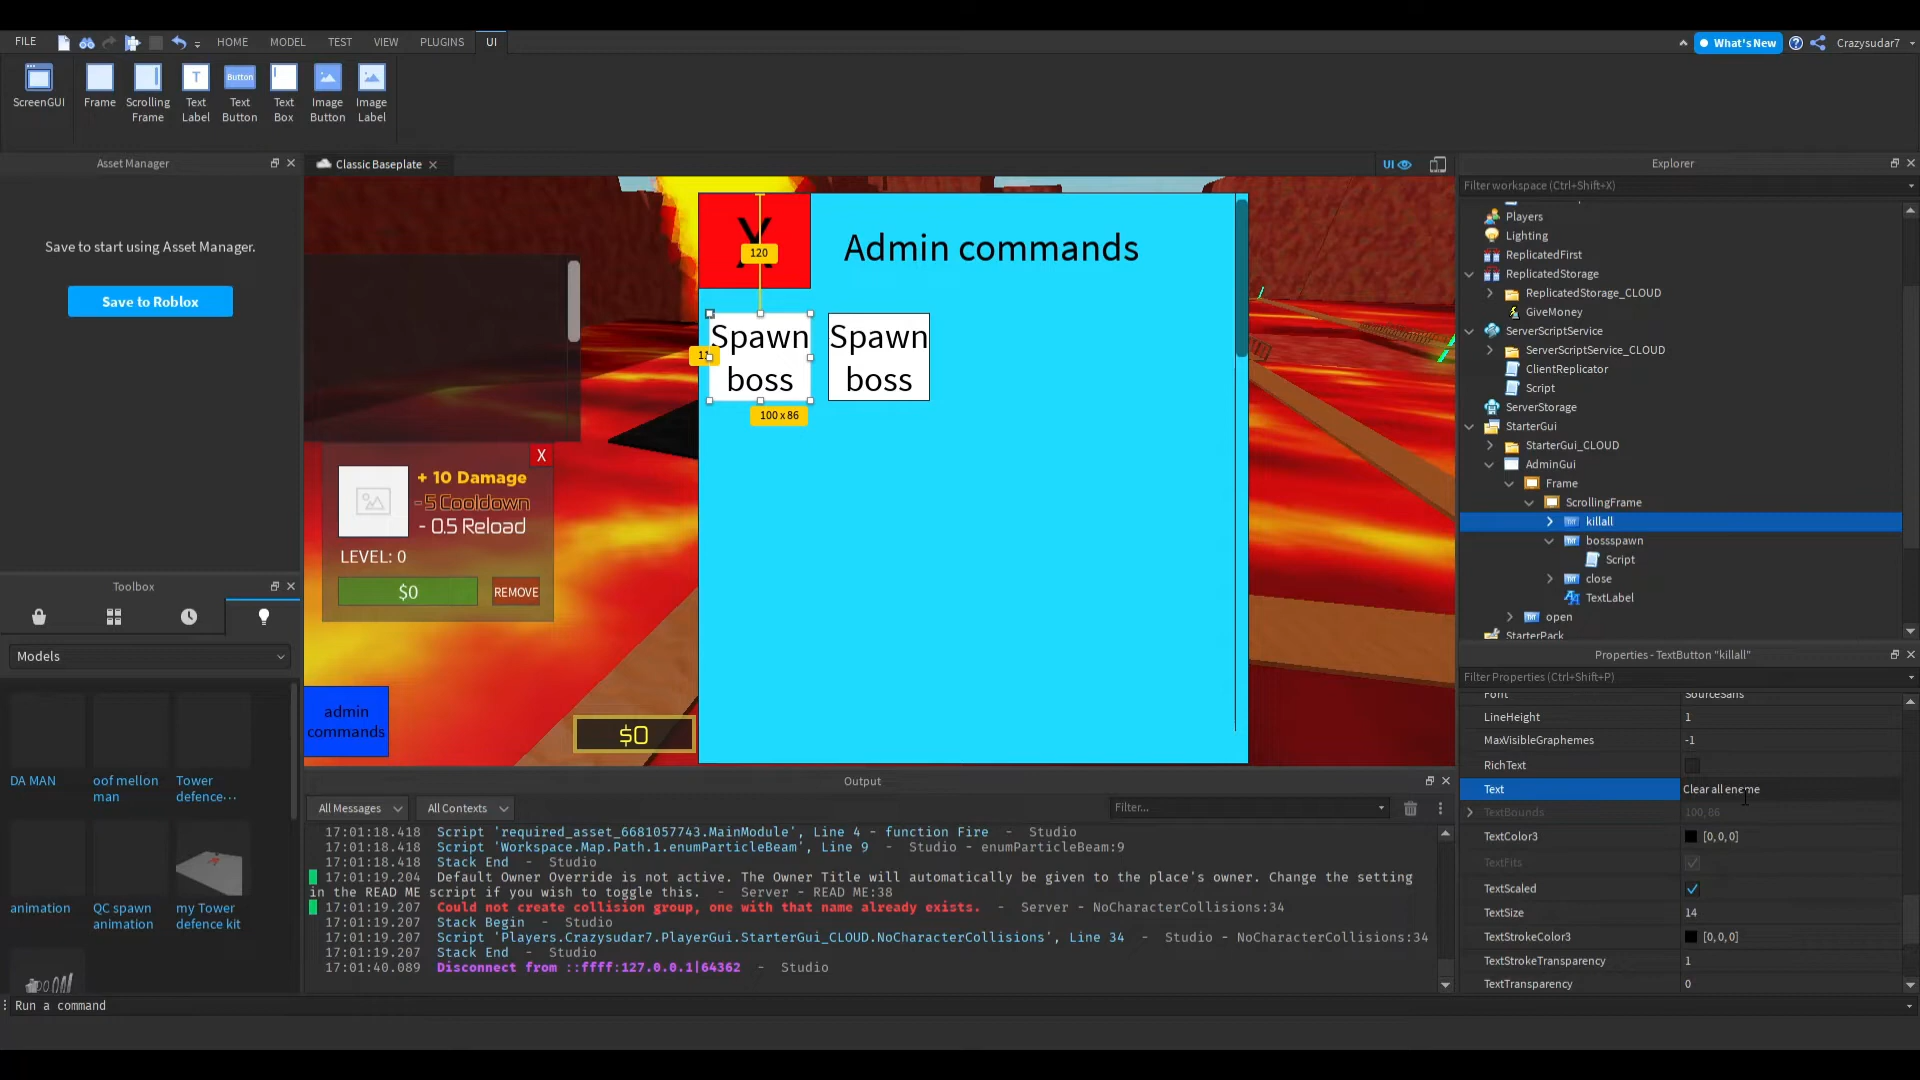 FILE
HOME
MODEL
TEST
VIEW
PLUGINS
UI
What's New
Crazysudar7
ScreenGUI
Frame
Scrolling
Frame
Text
Label
Text
Button
Text
Box
Image
Button
Image
Label
Asset Manager
Save to start using Asset Manager.
Save to Roblox
Toolbox
Models
DA MAN
oof mellon
man
Tower
defence···
animation
QC spawn
animation
my Tower
defence kit
Classic Baseplate
UI
X
Admin commands
120
11
Spawn
boss
Spawn
boss
100 x 86
X
+ 10 Damage
- 5 Cooldown
- 0.5 Reload
LEVEL: 0
$0
REMOVE
admin
commands
$0
Output
All Messages
All Contexts
Filter...
17:01:18.418 Script 'required_asset_6681057743.MainModule', Line 4 - function Fire - Studio
17:01:18.418 Script 'Workspace.Map.Path.1.enumParticleBeam', Line 9 - Studio - enumParticleBeam:9
17:01:18.418 Stack End - Studio
17:01:19.204 Default Owner Override is not active. The Owner Title will automatically be given to the place's owner. Change the setting
in the READ ME script if you wish to toggle this. - Server - READ ME:38
17:01:19.207 Could not create collision group, one with that name already exists. - Server - NoCharacterCollisions:34
17:01:19.207 Stack Begin - Studio
17:01:19.207 Script 'Players.Crazysudar7.PlayerGui.StarterGui_CLOUD.NoCharacterCollisions', Line 34 - Studio - NoCharacterCollisions:34
17:01:19.207 Stack End - Studio
17:01:40.089 Disconnect from ::ffff:127.0.0.1|64362 - Studio
Run a command
Explorer
Filter workspace (Ctrl+Shift+X)
Players
Lighting
ReplicatedFirst
ReplicatedStorage
ReplicatedStorage_CLOUD
GiveMoney
ServerScriptService
ServerScriptService_CLOUD
ClientReplicator
Script
ServerStorage
StarterGui
StarterGui_CLOUD
AdminGui
Frame
ScrollingFrame
killall
bossspawn
Script
close
TextLabel
open
StarterPack
Properties - TextButton "killall"
Filter Properties (Ctrl+Shift+P)
Font SourceSans
LineHeight 1
MaxVisibleGraphemes -1
RichText
Text Clear all eneme
TextBounds 100, 86
TextColor3 [0,0,0]
TextFits
TextScaled
TextSize 14
TextStrokeColor3 [0,0,0]
TextStrokeTransparency 1
TextTransparency 0